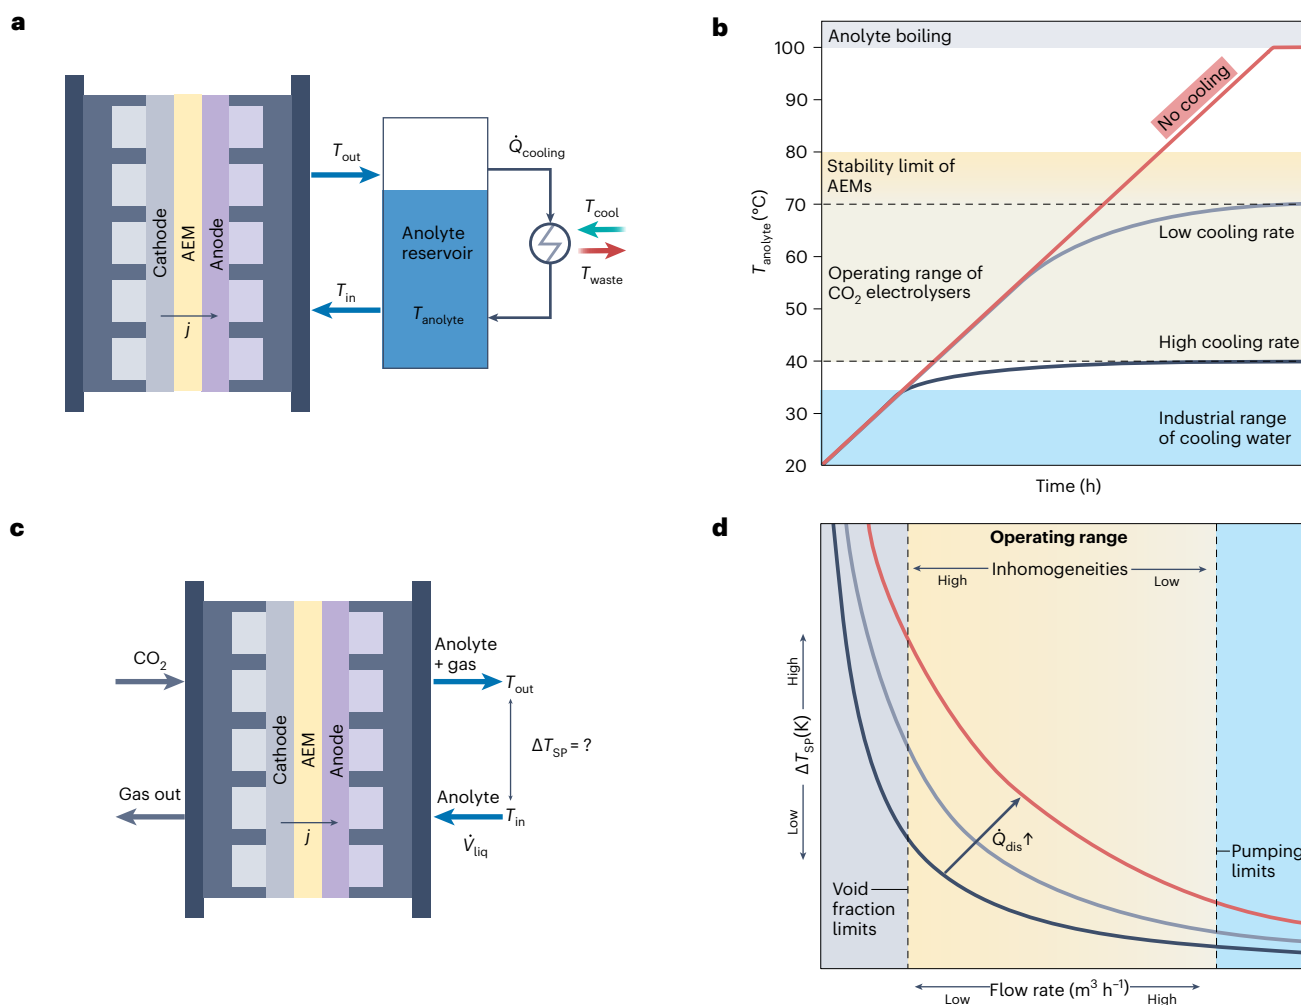 a
T_out
Q̇_cooling
T_cool
T_waste
Anolyte
reservoir
T_in
T_anolyte
Cathode
AEM
Anode
j
b
Anolyte boiling
No cooling
Stability limit of
AEMs
Low cooling rate
Operating range of
CO₂ electrolysers
High cooling rate
Industrial range
of cooling water
100
90
80
70
60
50
40
30
20
T_anolyte (°C)
Time (h)
c
CO₂
Anolyte
+ gas
T_out
ΔT_SP = ?
Gas out
Anolyte
T_in
V̇_liq
Cathode
AEM
Anode
j
d
Operating range
Inhomogeneities
High
Low
High
ΔT_SP (K)
Low
Q̇_dis ↑
Void
fraction
limits
Pumping
limits
Flow rate (m³ h⁻¹)
Low
High